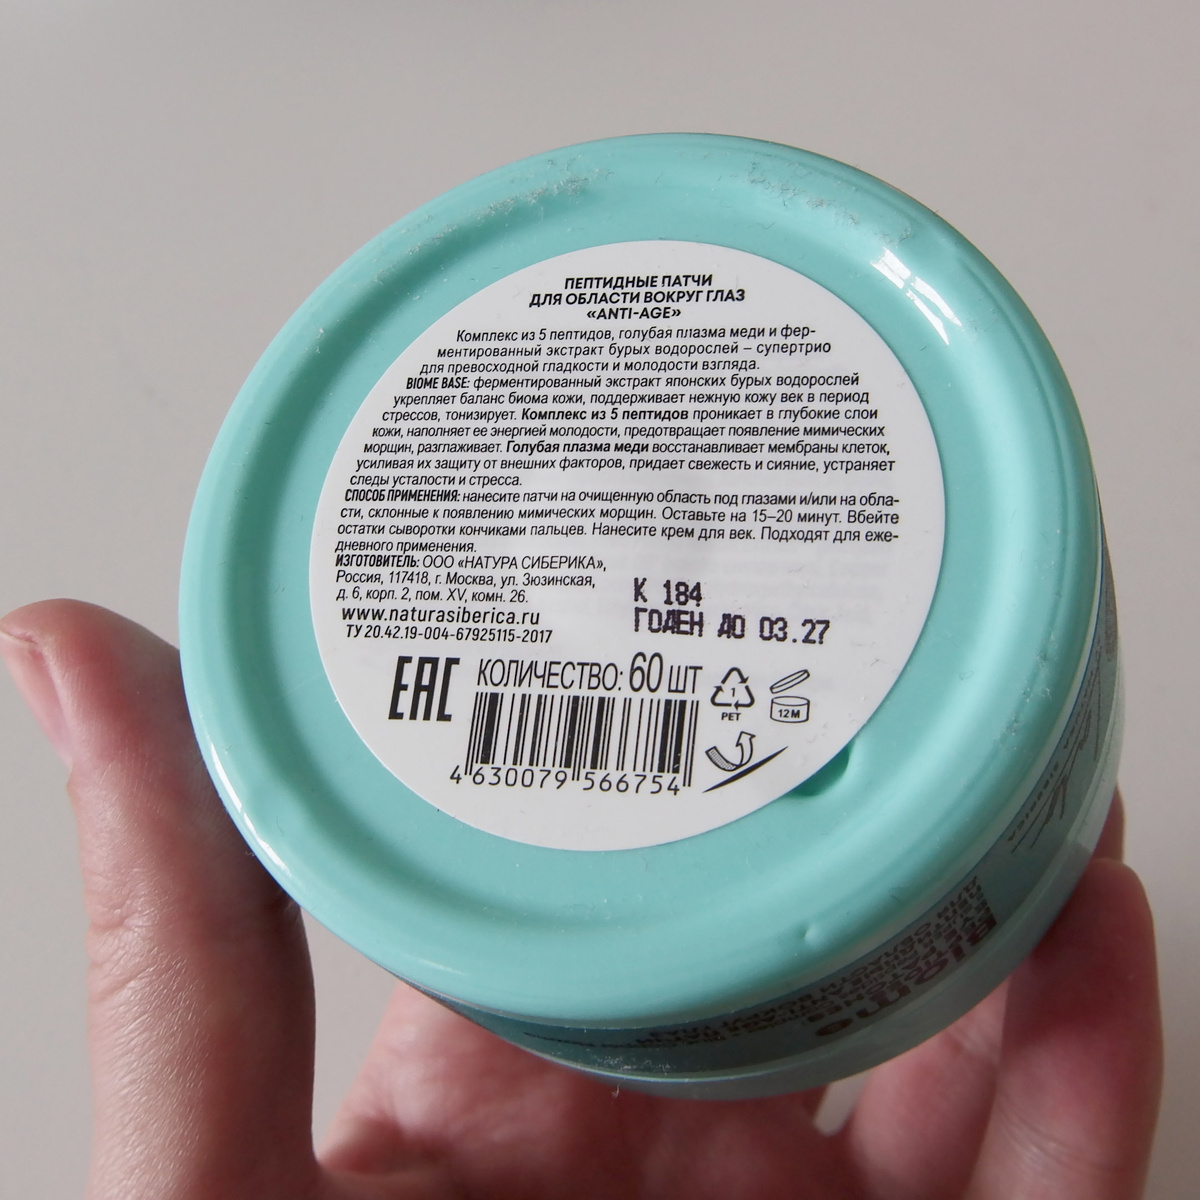 ПЕПТИДНЫЕ ПАТЧИ
ДЛЯ ОБЛАСТИ ВОКРУГ ГЛАЗ
«ANTI-AGE»
Комплекс из 5 пептидов, голубая плазма меди и фер-
ментированный экстракт бурых водорослей – супертрио
для превосходной гладкости и молодости взгляда.
BIOME BASE: ферментированный экстракт японских бурых водорослей
укрепляет баланс биома кожи, поддерживает нежную кожу век в период
стрессов, тонизирует. Комплекс из 5 пептидов проникает в глубокие слои
кожи, наполняет ее энергией молодости, предотвращает появление мимических
морщин, разглаживает. Голубая плазма меди восстанавливает мембраны клеток,
усиливая их защиту от внешних факторов, придает свежесть и сияние, устраняет
следы усталости и стресса.
СПОСОБ ПРИМЕНЕНИЯ: нанесите патчи на очищенную область под глазами и/или на обла-
сти, склонные к появлению мимических морщин. Оставьте на 15–20 минут. Вбейте
остатки сыворотки кончиками пальцев. Нанесите крем для век. Подходят для еже-
дневного применения.
ИЗГОТОВИТЕЛЬ: ООО «НАТУРА СИБЕРИКА»,
Россия, 117418, г. Москва, ул. Зюзинская,
д. 6, корп. 2, пом. XV, комн. 26.
www.naturasiberica.ru
ТУ 20.42.19-004-67925115-2017
К 184
ГОДЕН ДО 03.27
EAC
КОЛИЧЕСТВО: 60 ШТ
1
PET
12 M
4 630079 566754